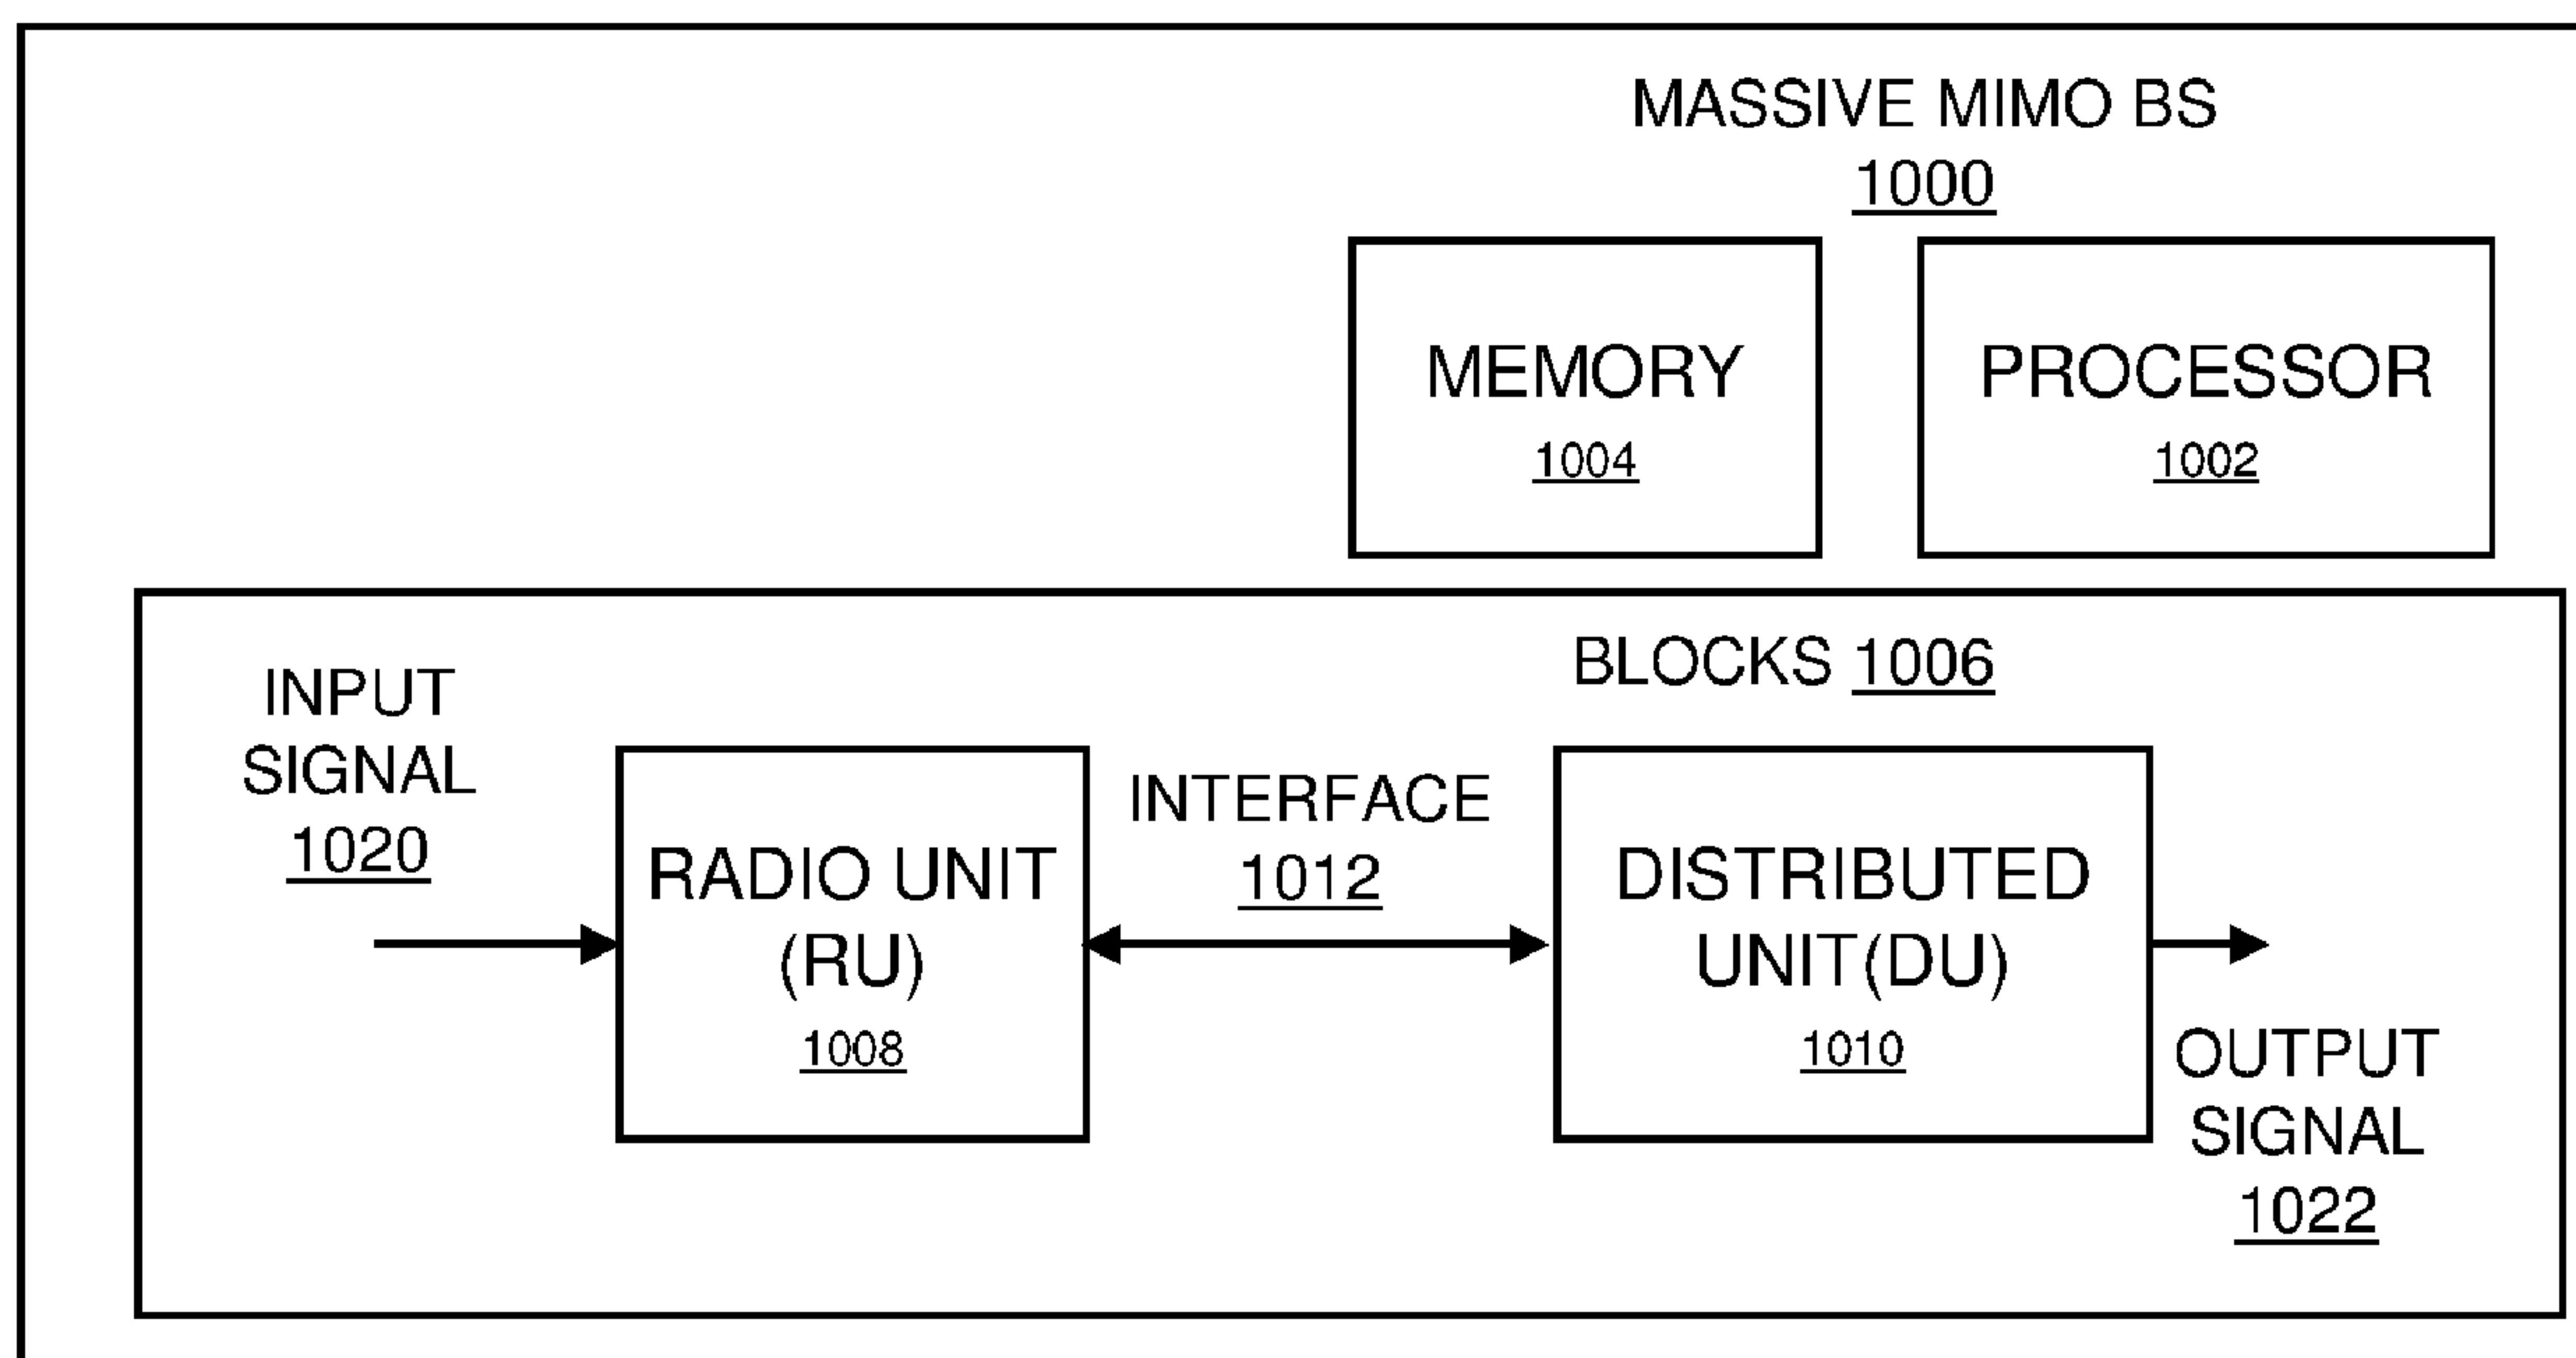 MASSIVE MIMO BS
1000
MEMORY
1004
PROCESSOR
1002
BLOCKS 1006
INPUT
SIGNAL
1020
RADIO UNIT
(RU)
1008
INTERFACE
1012
DISTRIBUTED
UNIT(DU)
1010
OUTPUT
SIGNAL
1022